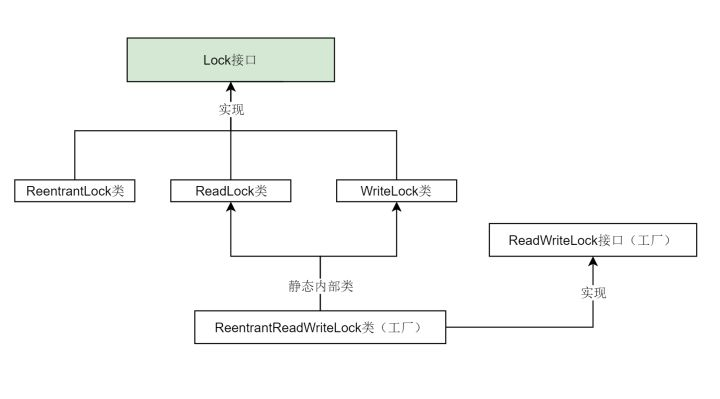 Lock接口
实现
ReentrantLock类
ReadLock类
WriteLock类
ReadWriteLock接口（工厂）
静态内部类
实现
ReentrantReadWriteLock类（工厂）